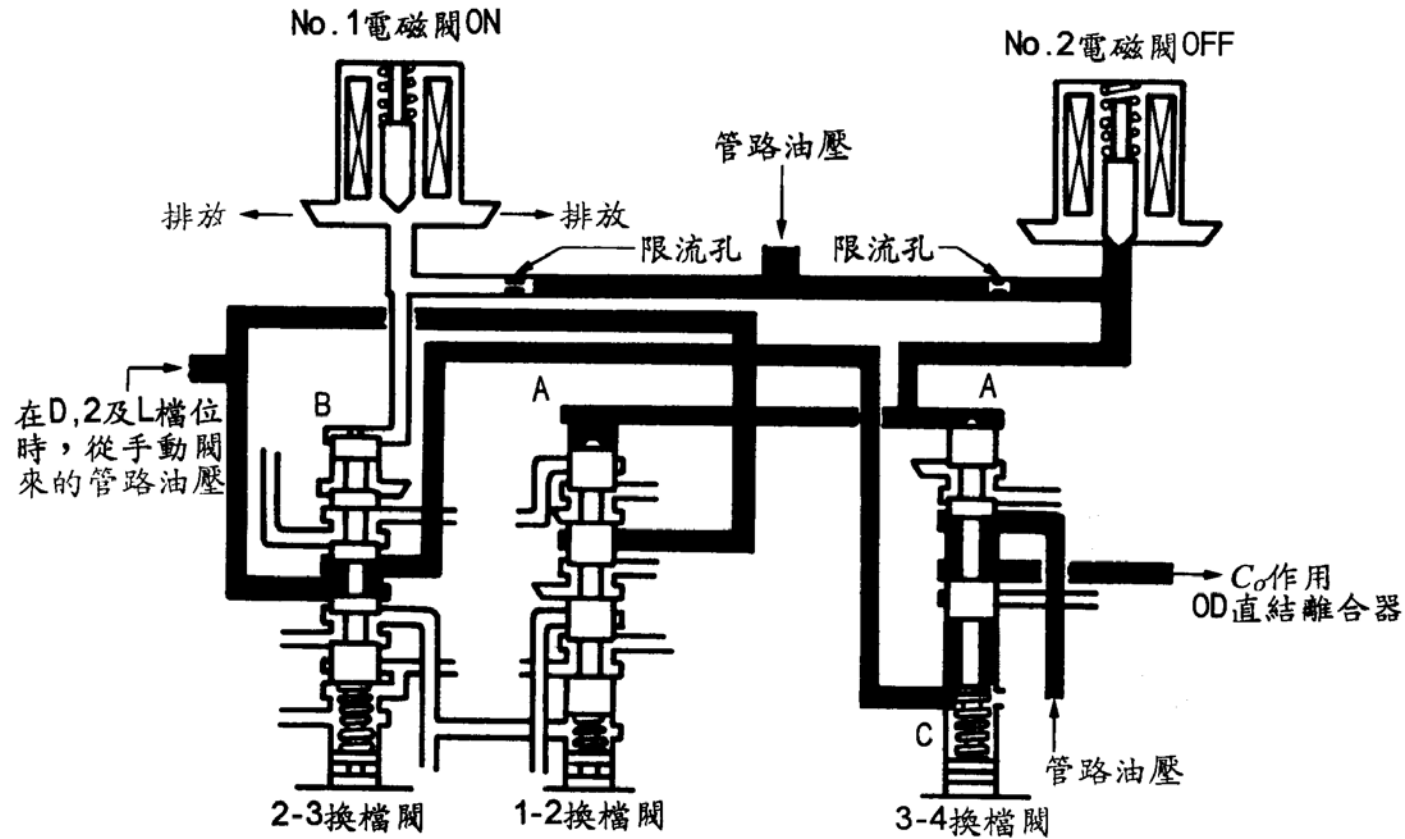 No.1電磁閥ON
No.2電磁閥OFF
管路油壓
排放
排放
限流孔
限流孔
在D,2及L檔位
時，從手動閥
來的管路油壓
B
A
A
C₀作用
OD直結離合器
C
管路油壓
2-3換檔閥
1-2換檔閥
3-4換檔閥